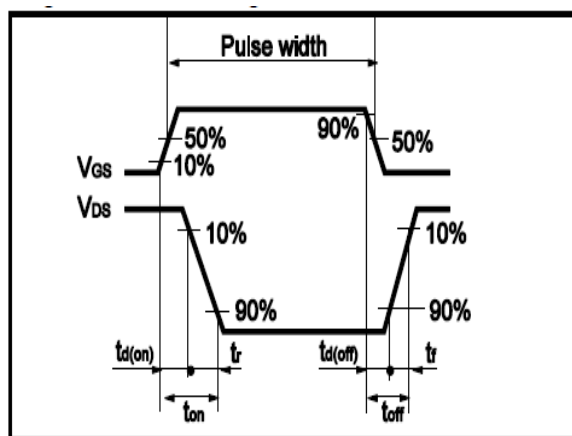 Pulse width
90%
50%
50%
VGS
10%
VDS
10%
10%
90%
90%
td(on)
tr
td(off)
tf
ton
toff